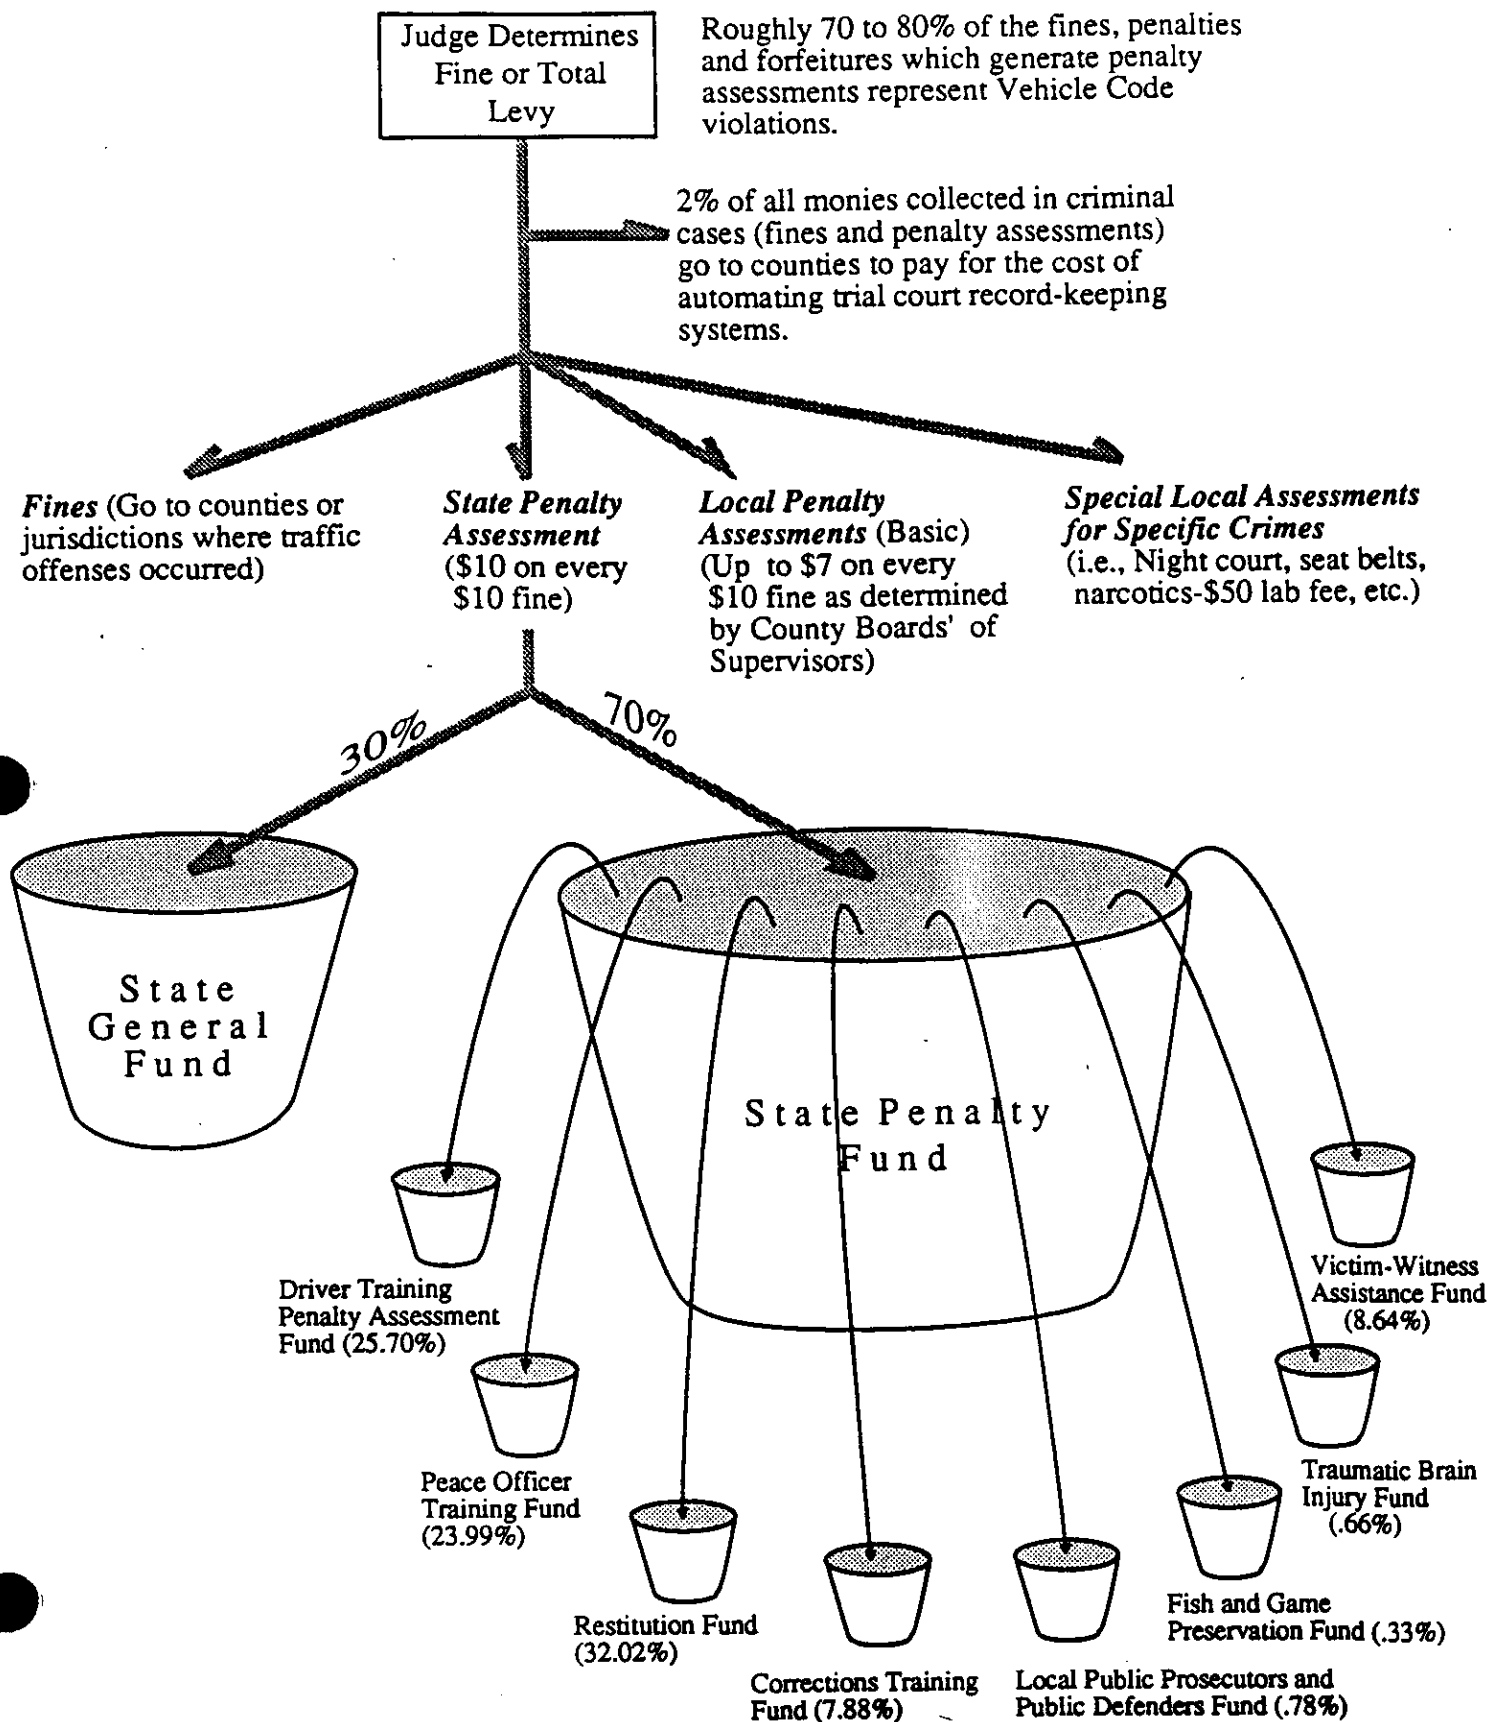 Judge Determines
Fine or Total
Levy
Roughly 70 to 80% of the fines, penalties
and forfeitures which generate penalty
assessments represent Vehicle Code
violations.
2% of all monies collected in criminal
cases (fines and penalty assessments)
go to counties to pay for the cost of
automating trial court record-keeping
systems.
Fines (Go to counties or
jurisdictions where traffic
offenses occurred)
State Penalty
Assessment
($10 on every
$10 fine)
Local Penalty
Assessments (Basic)
(Up to $7 on every
$10 fine as determined
by County Boards' of
Supervisors)
Special Local Assessments
for Specific Crimes
(i.e., Night court, seat belts,
narcotics-$50 lab fee, etc.)
30%
70%
State
General
Fund
State Penalty
Fund
Driver Training
Penalty Assessment
Fund (25.70%)
Peace Officer
Training Fund
(23.99%)
Restitution Fund
(32.02%)
Corrections Training
Fund (7.88%)
Local Public Prosecutors and
Public Defenders Fund (.78%)
Fish and Game
Preservation Fund (.33%)
Traumatic Brain
Injury Fund
(.66%)
Victim-Witness
Assistance Fund
(8.64%)